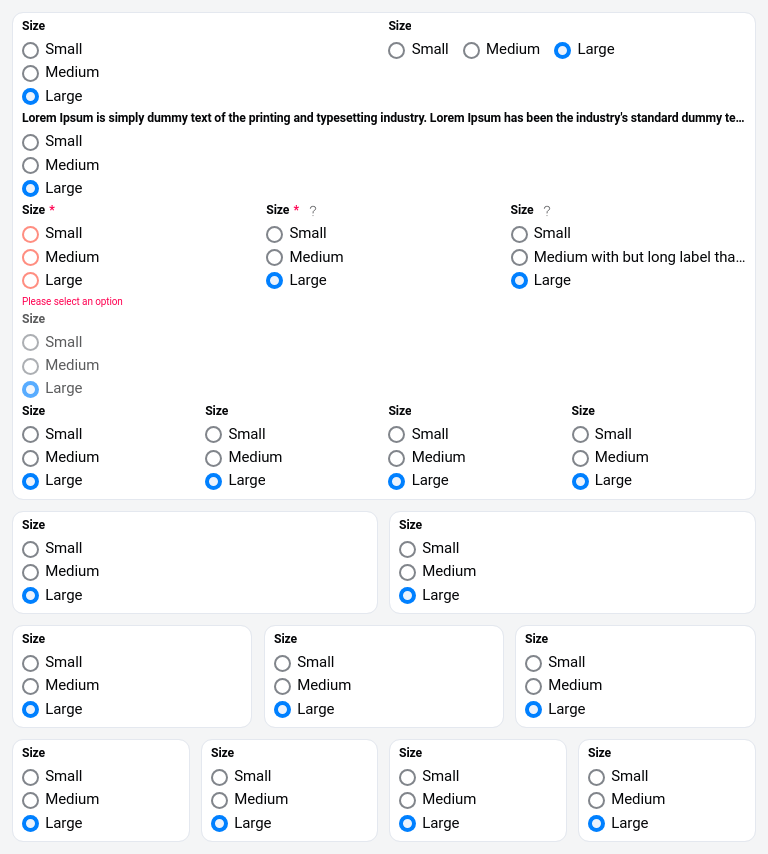 Size
Small
Medium
Large
Size
Small Medium Large
Lorem Ipsum is simply dummy text of the printing and typesetting industry. Lorem Ipsum has been the industry's standard dummy te...
Small
Medium
Large
Size *
Small
Medium
Large
Please select an option
Size * ?
Small
Medium
Large
Size ?
Small
Medium with but long label tha...
Large
Size
Small
Medium
Large
Size
Small
Medium
Large
Size
Small
Medium
Large
Size
Small
Medium
Large
Size
Small
Medium
Large
Size
Small
Medium
Large
Size
Small
Medium
Large
Size
Small
Medium
Large
Size
Small
Medium
Large
Size
Small
Medium
Large
Size
Small
Medium
Large
Size
Small
Medium
Large
Size
Small
Medium
Large
Size
Small
Medium
Large